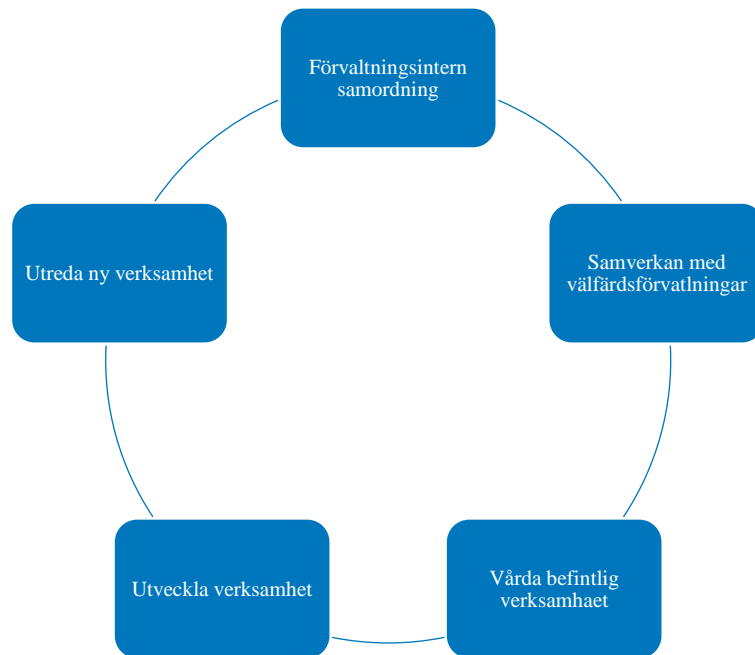 Förvaltningsintern
samordning
Samverkan med
välfärdsförvatlningar
Vårda befintlig
verksamhaet
Utveckla verksamhet
Utreda ny verksamhet